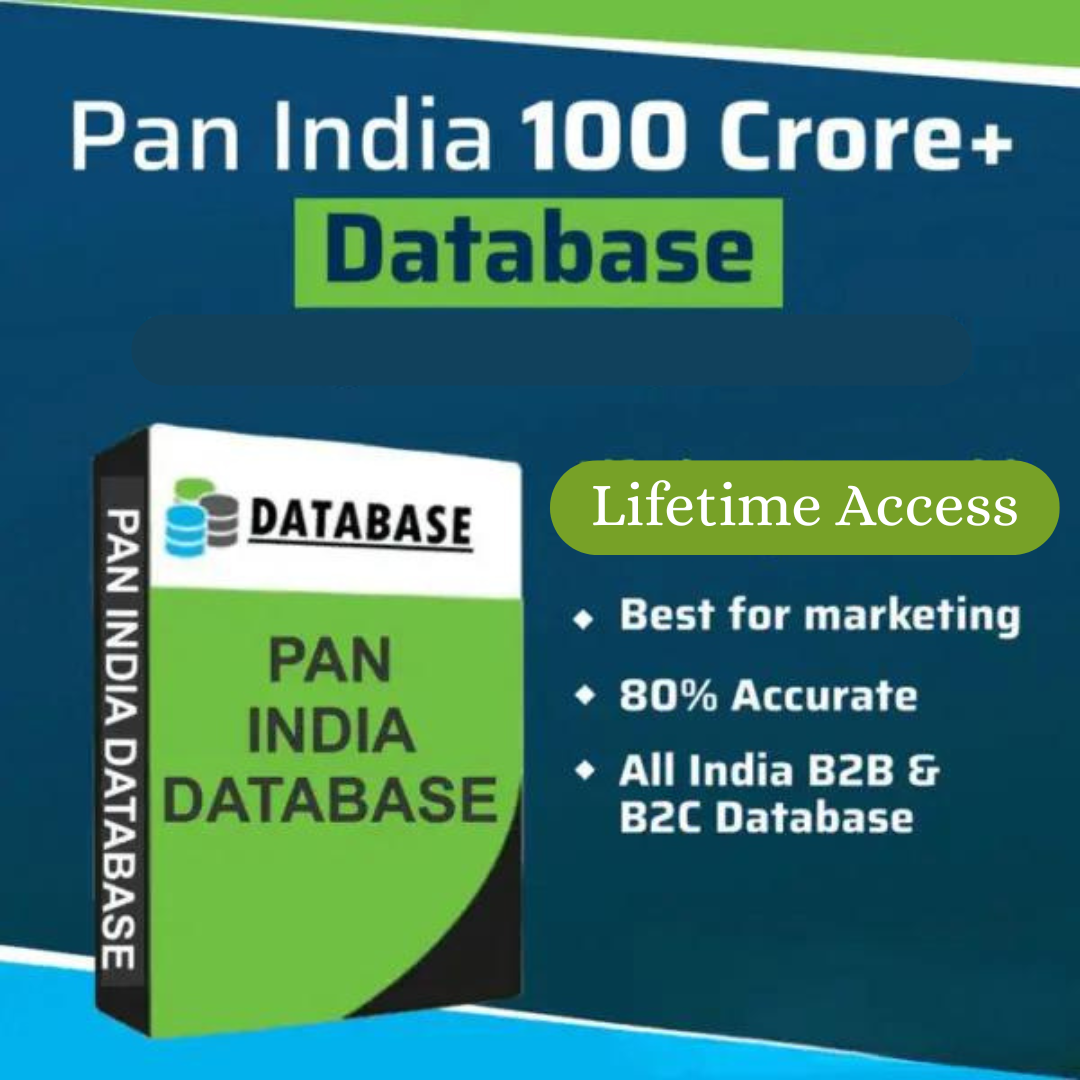 Pan India 100 Crore+
Database
DATABASE
PAN INDIA DATABASE
PAN
INDIA
DATABASE
Lifetime Access
Best for marketing
80% Accurate
All India B2B &
B2C Database